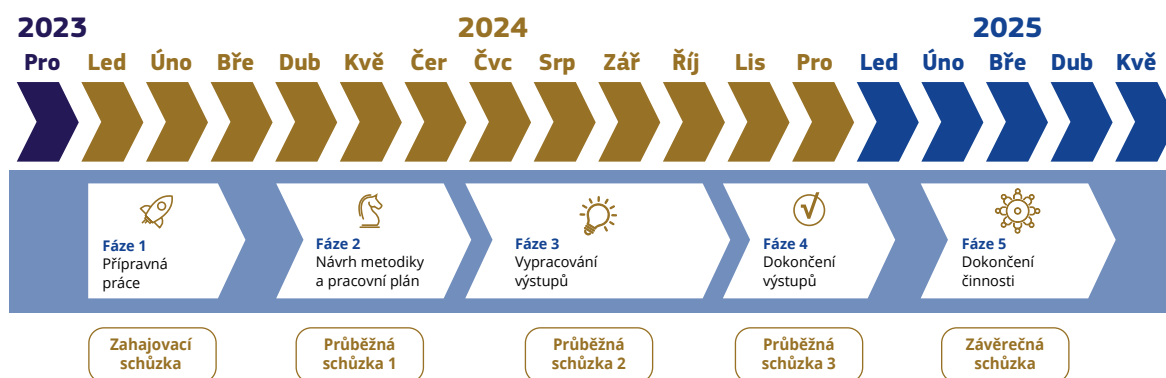 2023
2024
2025
Pro Led Úno Bře Dub Kvě Čer Čvc Srp Zář Říj Lis Pro Led Úno Bře Dub Kvě
Fáze 1
Přípravná
práce
Fáze 2
Návrh metodiky
a pracovní plán
Fáze 3
Vypracování
výstupů
Fáze 4
Dokončení
výstupů
Fáze 5
Dokončení
činnosti
Zahajovací
schůzka
Průběžná
schůzka 1
Průběžná
schůzka 2
Průběžná
schůzka 3
Závěrečná
schůzka